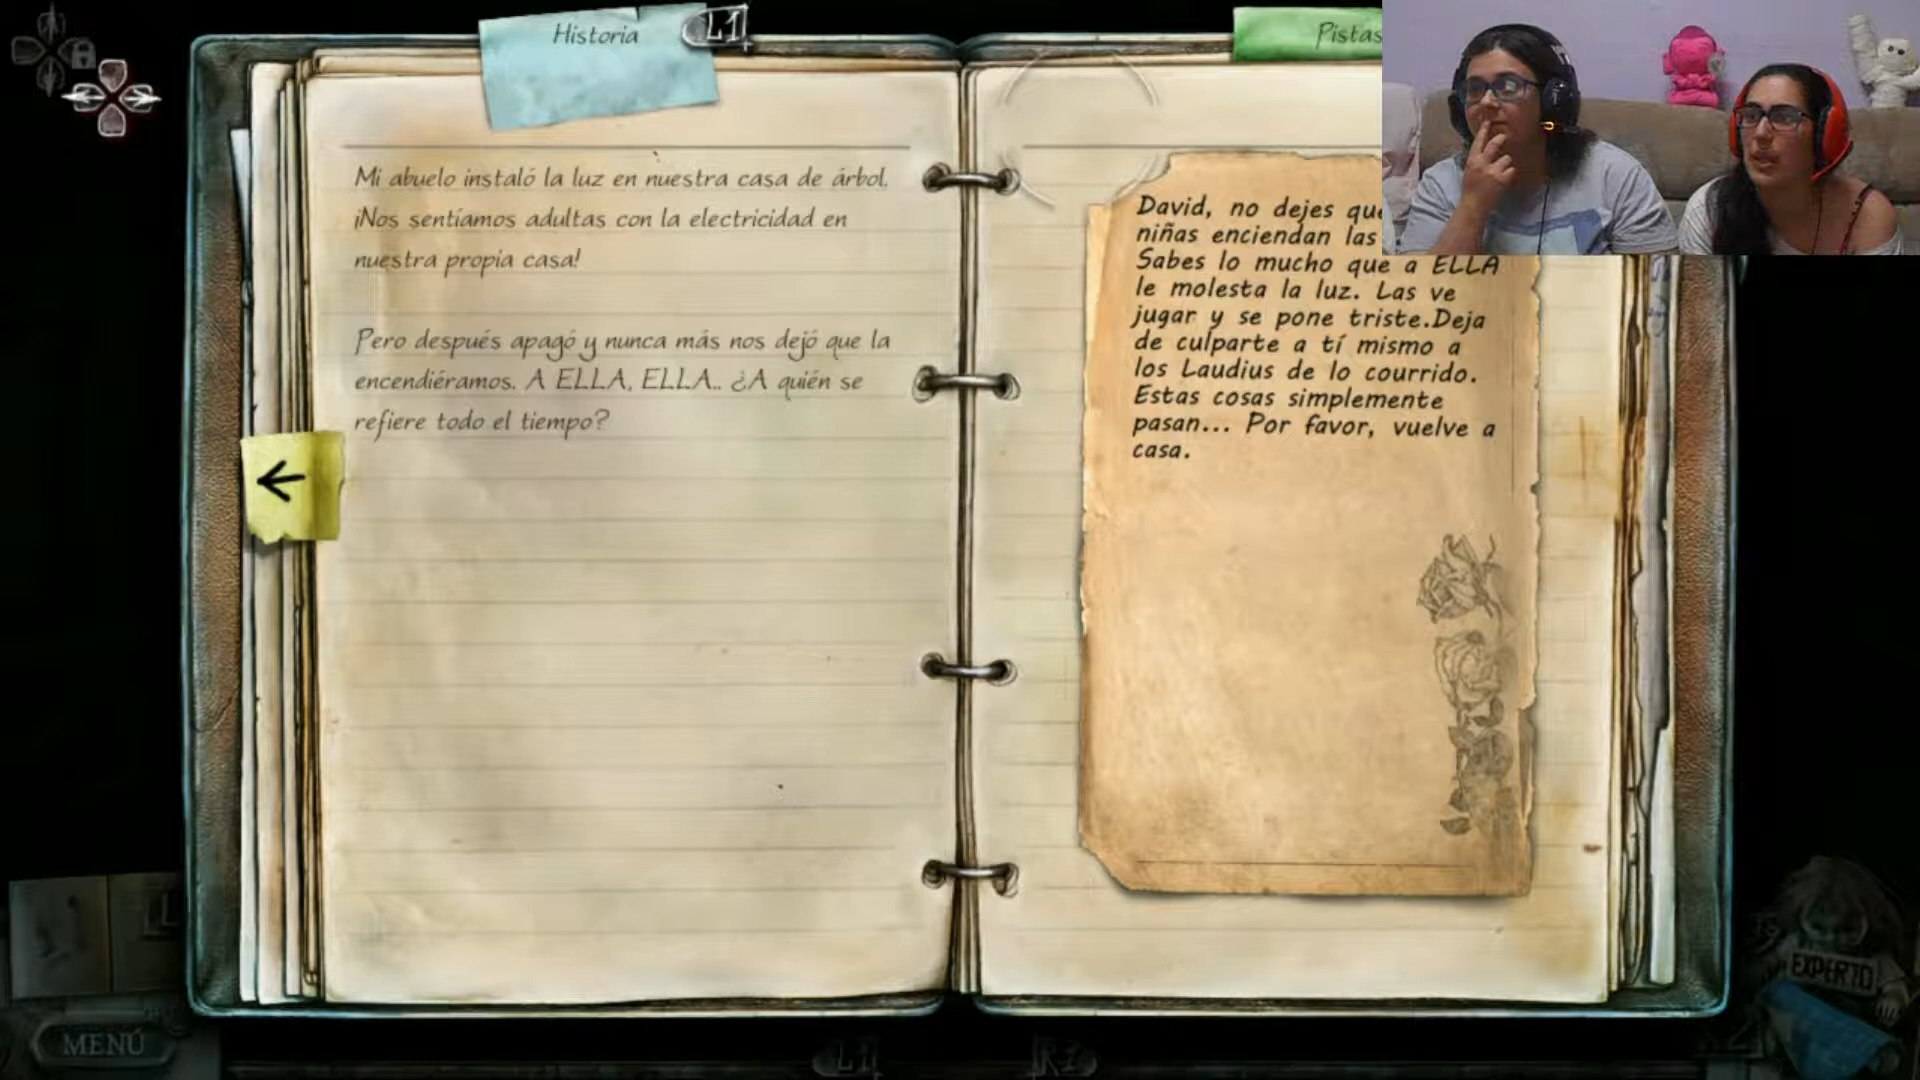 Historia
L1
Pistas
Mi abuelo instaló la luz en nuestra casa de árbol.
¡Nos sentíamos adultas con la electricidad en
nuestra propia casa!
Pero después apagó y nunca más nos dejó que la
encendiéramos. A ELLA, ELLA.. ¿A quién se
refiere todo el tiempo?
David, no dejes que
niñas enciendan las
Sabes lo mucho que a ELLA
le molesta la luz. Las ve
jugar y se pone triste.Deja
de culparte a tí mismo a
los Laudius de lo courrido.
Estas cosas simplemente
pasan... Por favor, vuelve a
casa.
EXPERTO
MENÚ
L1